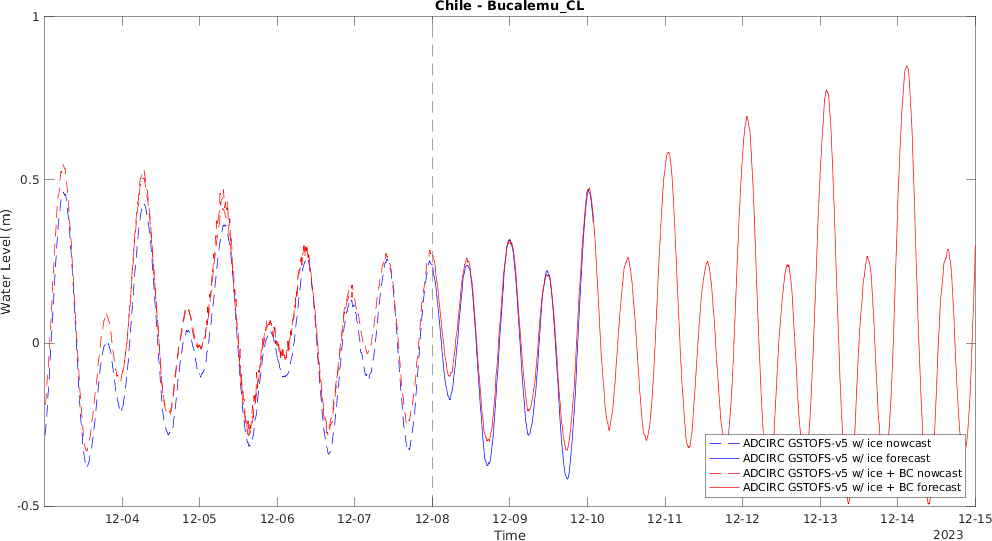 Chile - Bucalemu_CL
Water Level (m)
1
0.5
0
-0.5
12-04 12-05 12-06 12-07 12-08 12-09 12-10 12-11 12-12 12-13 12-14 12-15
Time
2023
ADCIRC GSTOFS-v5 w/ ice nowcast
ADCIRC GSTOFS-v5 w/ ice forecast
ADCIRC GSTOFS-v5 w/ ice + BC nowcast
ADCIRC GSTOFS-v5 w/ ice + BC forecast